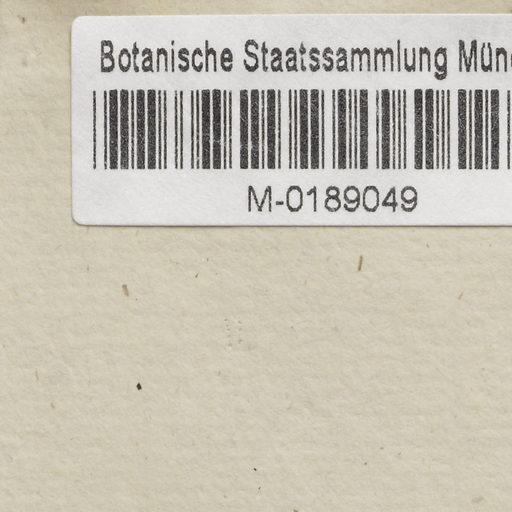 Botanische Staatssammlung Mün
M-0189049